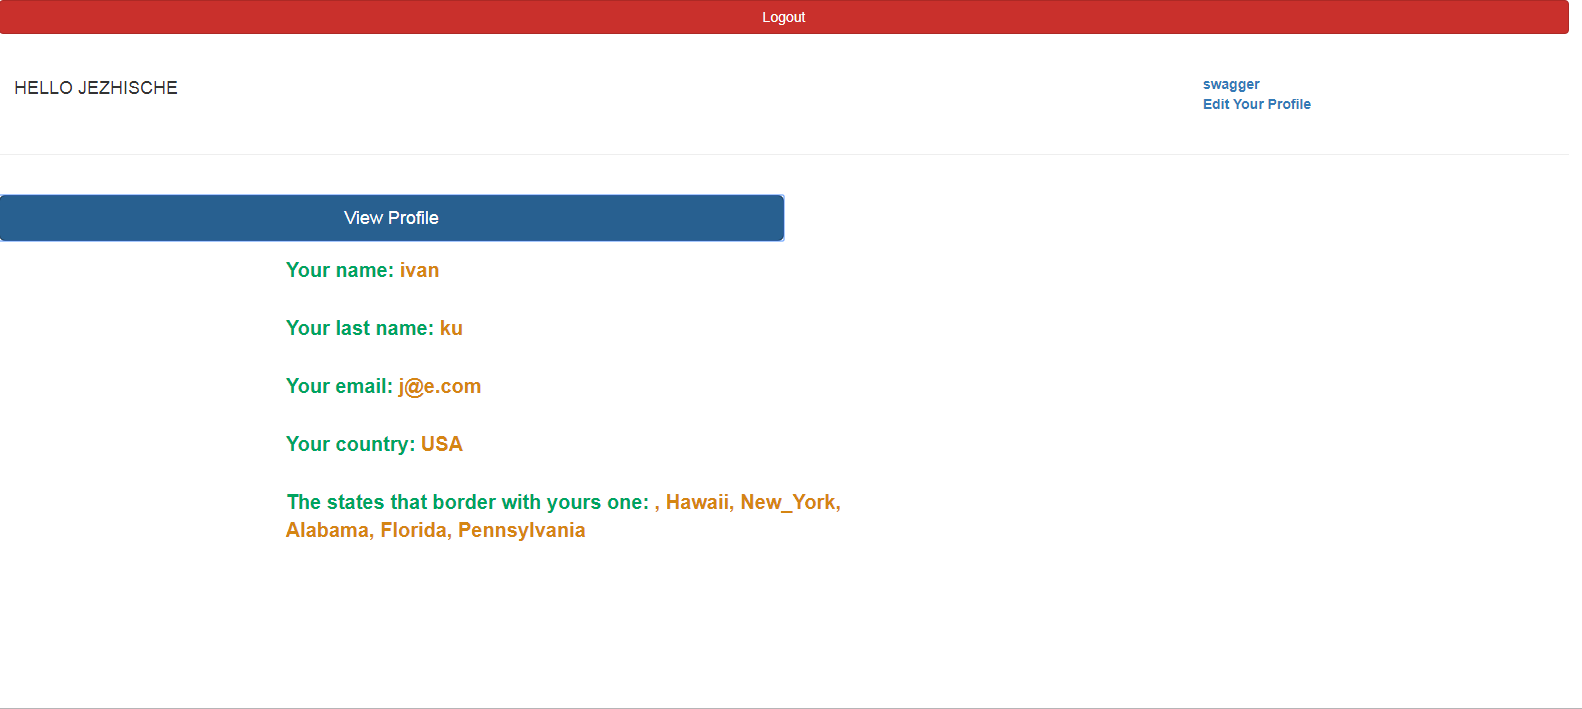 Logout
HELLO JEZHISCHE
swagger
Edit Your Profile
View Profile
Your name: ivan
Your last name: ku
Your email: j@e.com
Your country: USA
The states that border with yours one: , Hawaii, New_York,
Alabama, Florida, Pennsylvania